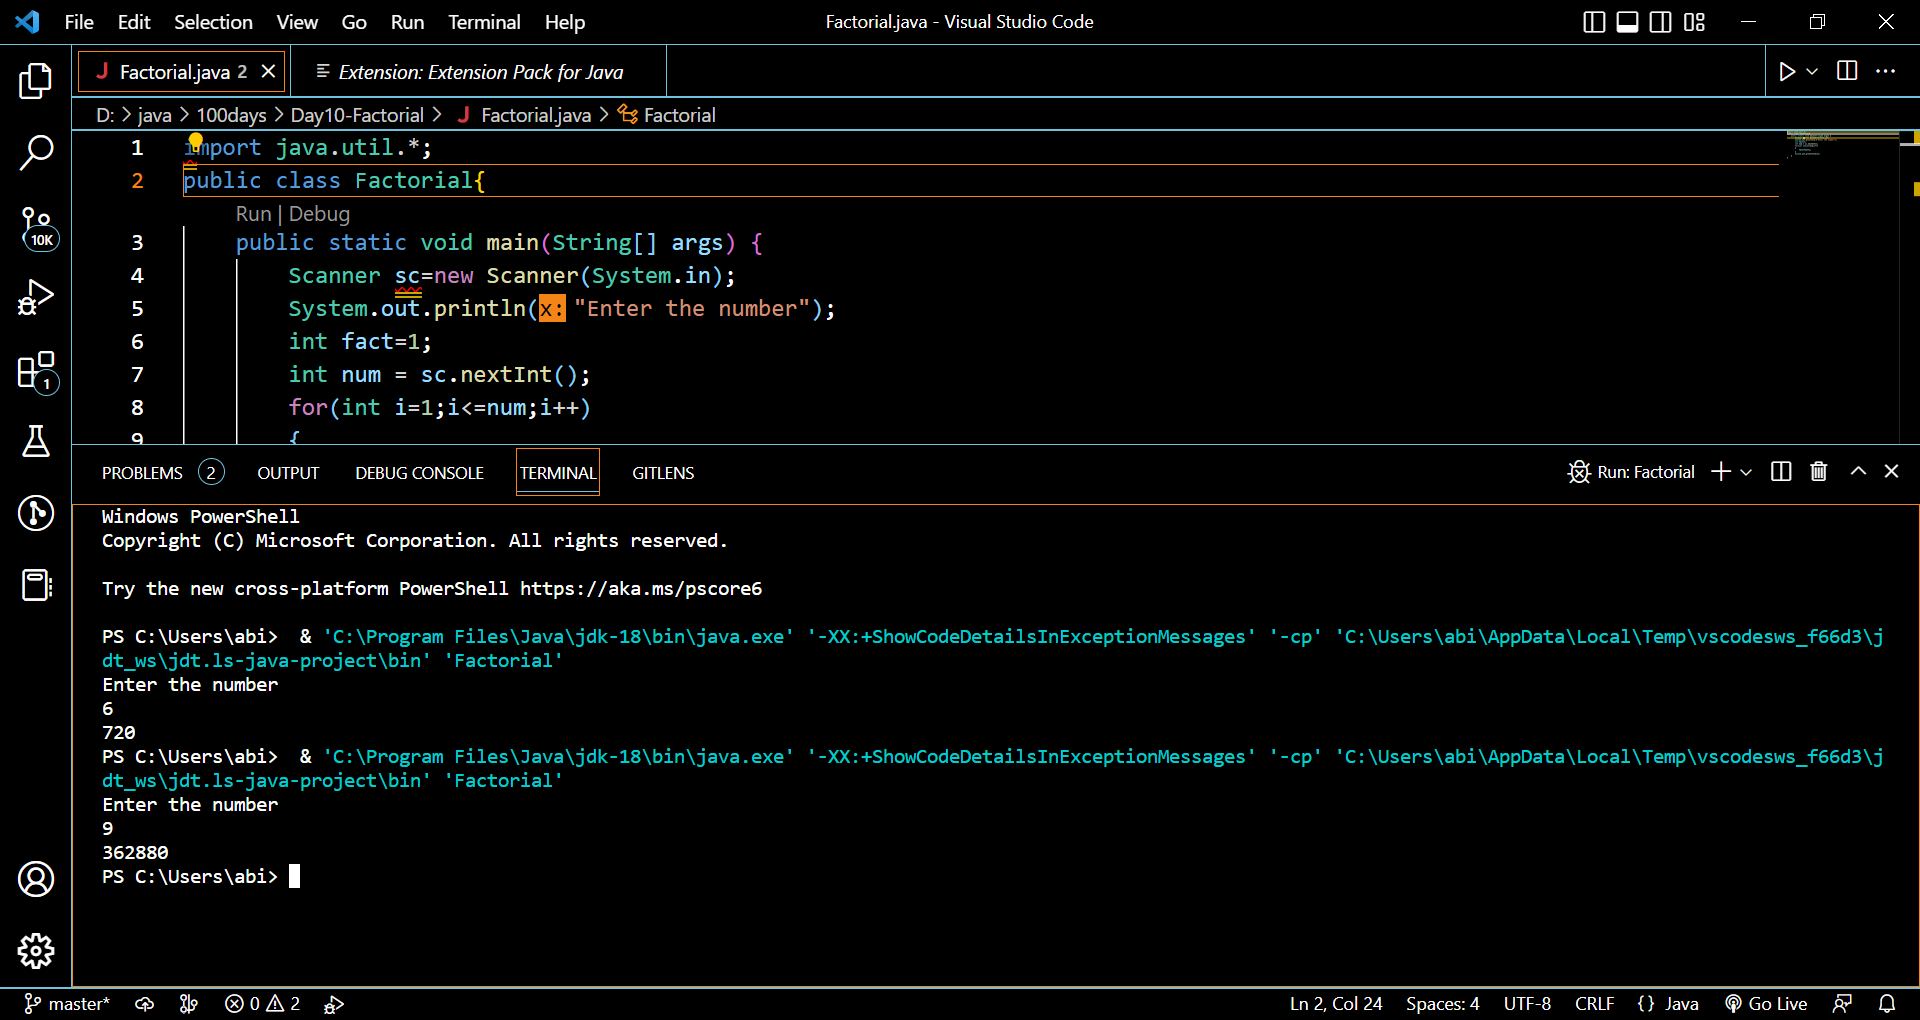 File Edit Selection View Go Run Terminal Help
Factorial.java - Visual Studio Code
Factorial.java 2
Extension: Extension Pack for Java
D: > java > 100days > Day10-Factorial > Factorial.java > Factorial
1 import java.util.*;
2 public class Factorial{
Run | Debug
3 public static void main(String[] args) {
4 Scanner sc=new Scanner(System.in);
5 System.out.println(x: "Enter the number");
6 int fact=1;
7 int num = sc.nextInt();
8 for(int i=1;i<=num;i++)
9 {
10K
1
PROBLEMS 2 OUTPUT DEBUG CONSOLE TERMINAL GITLENS
Run: Factorial
Windows PowerShell
Copyright (C) Microsoft Corporation. All rights reserved.
Try the new cross-platform PowerShell https://aka.ms/pscore6
PS C:\Users\abi>  & 'C:\Program Files\Java\jdk-18\bin\java.exe' '-XX:+ShowCodeDetailsInExceptionMessages' '-cp' 'C:\Users\abi\AppData\Local\Temp\vscodesws_f66d3\j
dt_ws\jdt.ls-java-project\bin' 'Factorial'
Enter the number
6
720
PS C:\Users\abi>  & 'C:\Program Files\Java\jdk-18\bin\java.exe' '-XX:+ShowCodeDetailsInExceptionMessages' '-cp' 'C:\Users\abi\AppData\Local\Temp\vscodesws_f66d3\j
dt_ws\jdt.ls-java-project\bin' 'Factorial'
Enter the number
9
362880
PS C:\Users\abi>
master* 0 2
Ln 2, Col 24 Spaces: 4 UTF-8 CRLF {} Java Go Live